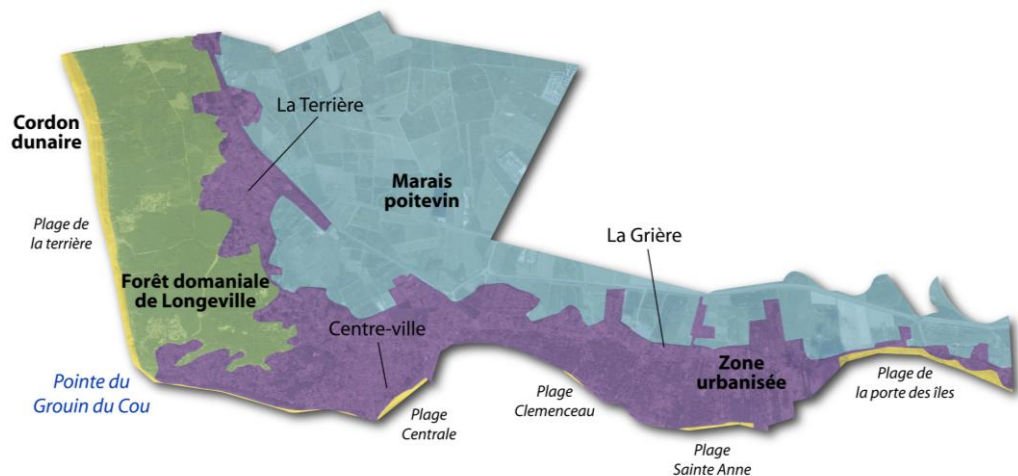 La Terrière
Cordon
dunaire
Marais
poitevin
Plage de
la terrière
La Grière
Forêt domaniale
de Longeville
Centre-ville
Zone
urbanisée
Pointe du
Grouin du Cou
Plage
Centrale
Plage
Clemenceau
Plage de
la porte des îles
Plage
Sainte Anne